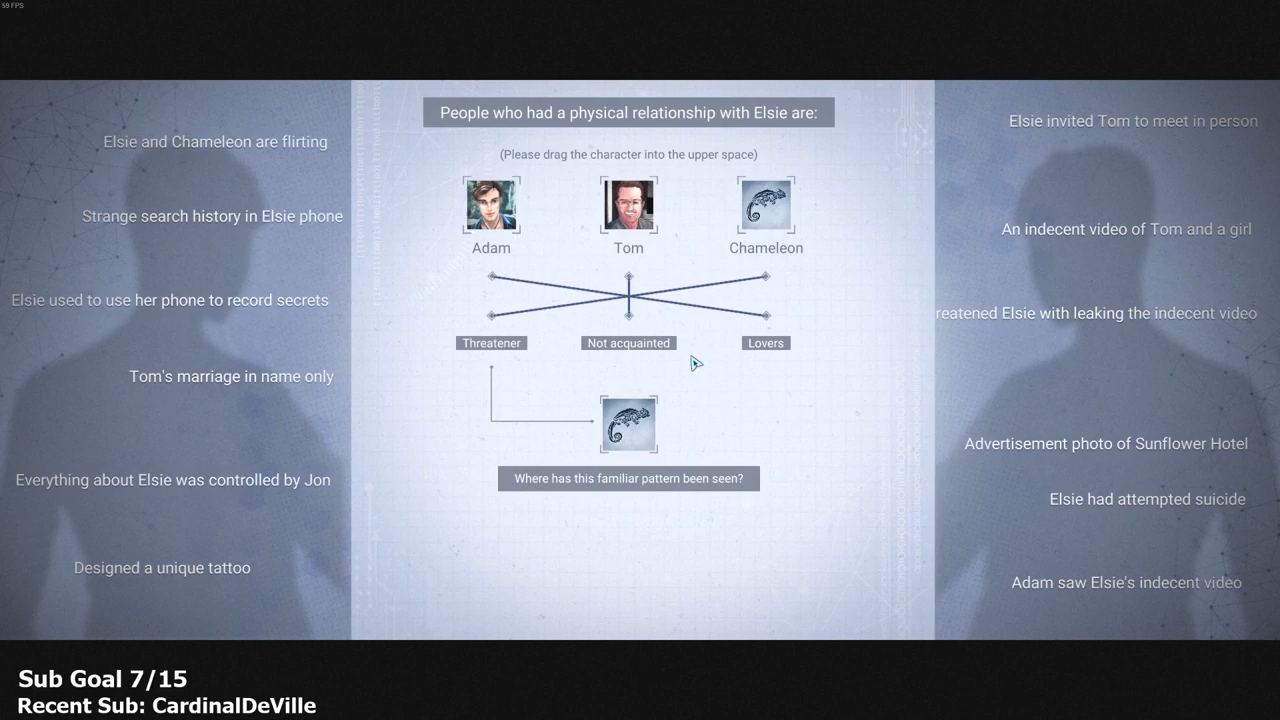 59 FPS
People who had a physical relationship with Elsie are:
(Please drag the character into the upper space)
Adam
Tom
Chameleon
Threatener
Not acquainted
Lovers
Where has this familiar pattern been seen?
Elsie and Chameleon are flirting
Strange search history in Elsie phone
Elsie used to use her phone to record secrets
Tom's marriage in name only
Everything about Elsie was controlled by Jon
Designed a unique tattoo
Elsie invited Tom to meet in person
An indecent video of Tom and a girl
reatened Elsie with leaking the indecent video
Advertisement photo of Sunflower Hotel
Elsie had attempted suicide
Adam saw Elsie's indecent video
Sub Goal 7/15
Recent Sub: CardinalDeVille